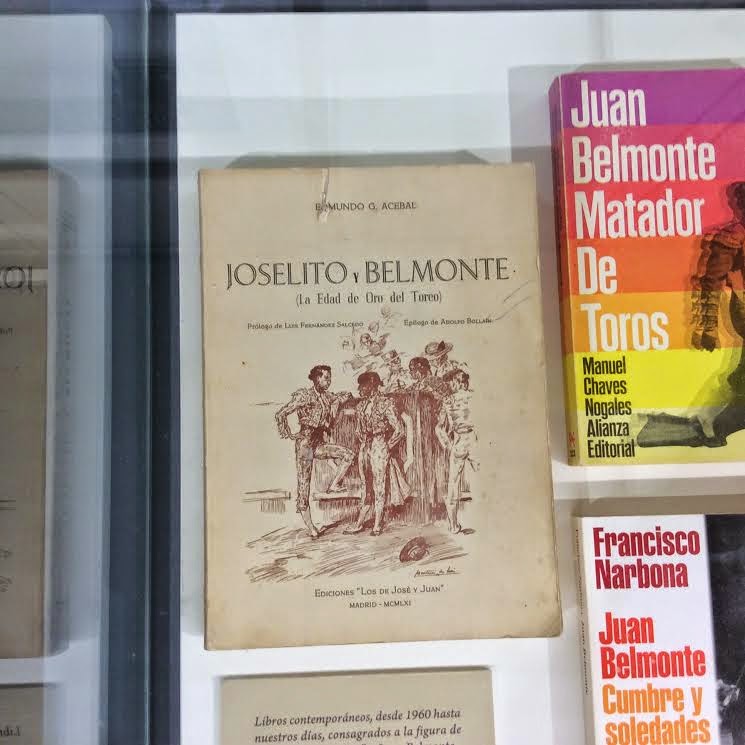 EDMUNDO G. ACEBAL
JOSELITO Y BELMONTE
(La Edad de Oro del Toreo)
Prólogo de Luis Fernández Salcedo
Epílogo de Adolfo Bollaín
EDICIONES "LOS DE JOSÉ Y JUAN"
MADRID - MCMLXI
Juan
Belmonte
Matador
De
Toros
Manuel
Chaves
Nogales
Alianza
Editorial
Francisco
Narbona
Juan
Belmonte
Cumbre y
soledades
Libros contemporáneos, desde 1960 hasta
nuestros días, consagrados a la figura de